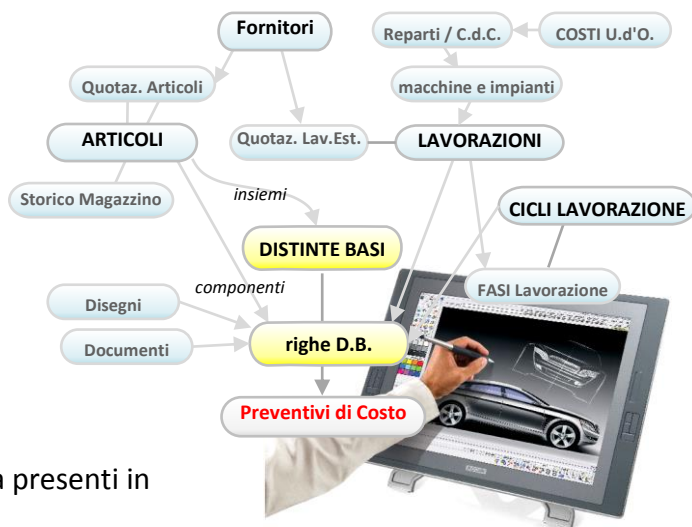 Fornitori
Reparti / C.d.C.
COSTI U.d'O.
Quotaz. Articoli
macchine e impianti
ARTICOLI
Quotaz. Lav.Est.
LAVORAZIONI
Storico Magazzino
insiemi
CICLI LAVORAZIONE
DISTINTE BASI
componenti
FASI Lavorazione
Disegni
Documenti
righe D.B.
Preventivi di Costo
presenti in